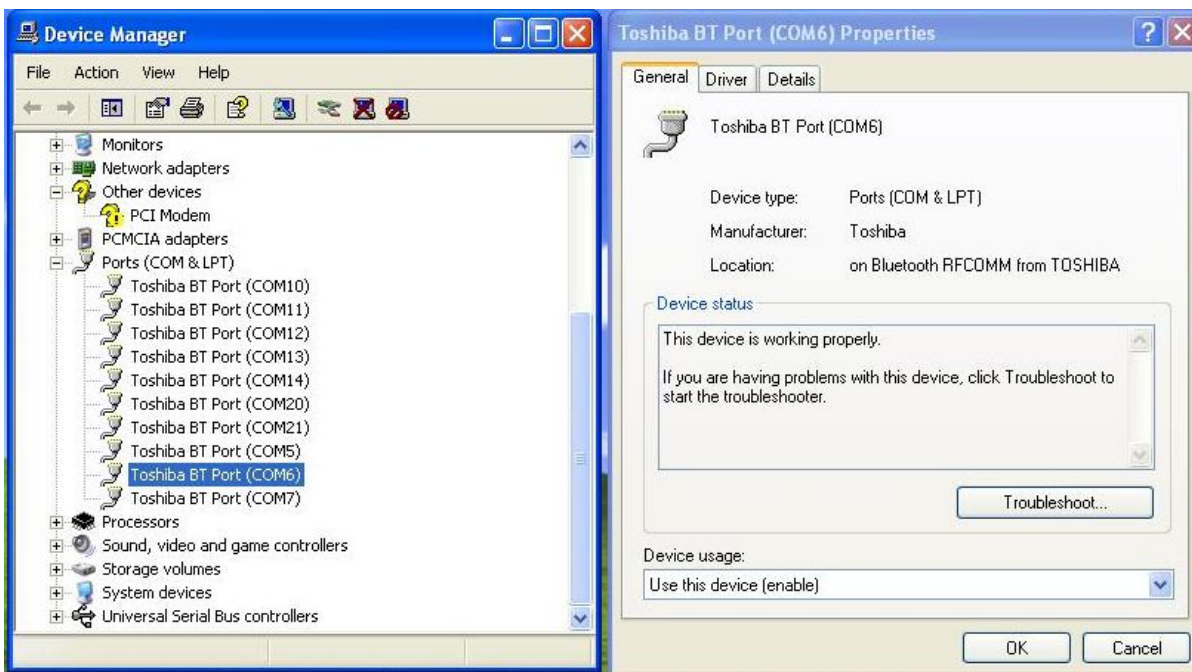 Device Manager
File Action View Help
Monitors
Network adapters
Other devices
PCI Modem
PCMCIA adapters
Ports (COM & LPT)
Toshiba BT Port (COM10)
Toshiba BT Port (COM11)
Toshiba BT Port (COM12)
Toshiba BT Port (COM13)
Toshiba BT Port (COM14)
Toshiba BT Port (COM20)
Toshiba BT Port (COM21)
Toshiba BT Port (COM5)
Toshiba BT Port (COM6)
Toshiba BT Port (COM7)
Processors
Sound, video and game controllers
Storage volumes
System devices
Universal Serial Bus controllers
Toshiba BT Port (COM6) Properties
General Driver Details
Toshiba BT Port (COM6)
Device type: Ports (COM & LPT)
Manufacturer: Toshiba
Location: on Bluetooth RFCOMM from TOSHIBA
Device status
This device is working properly.
If you are having problems with this device, click Troubleshoot to
start the troubleshooter.
Troubleshoot...
Device usage:
Use this device (enable)
OK Cancel